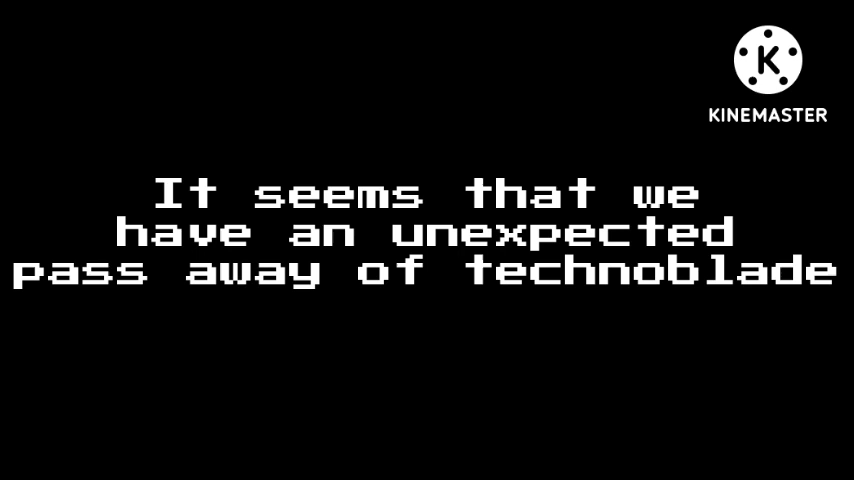 KINEMASTER
It seems that we
have an unexpected
pass away of technoblade